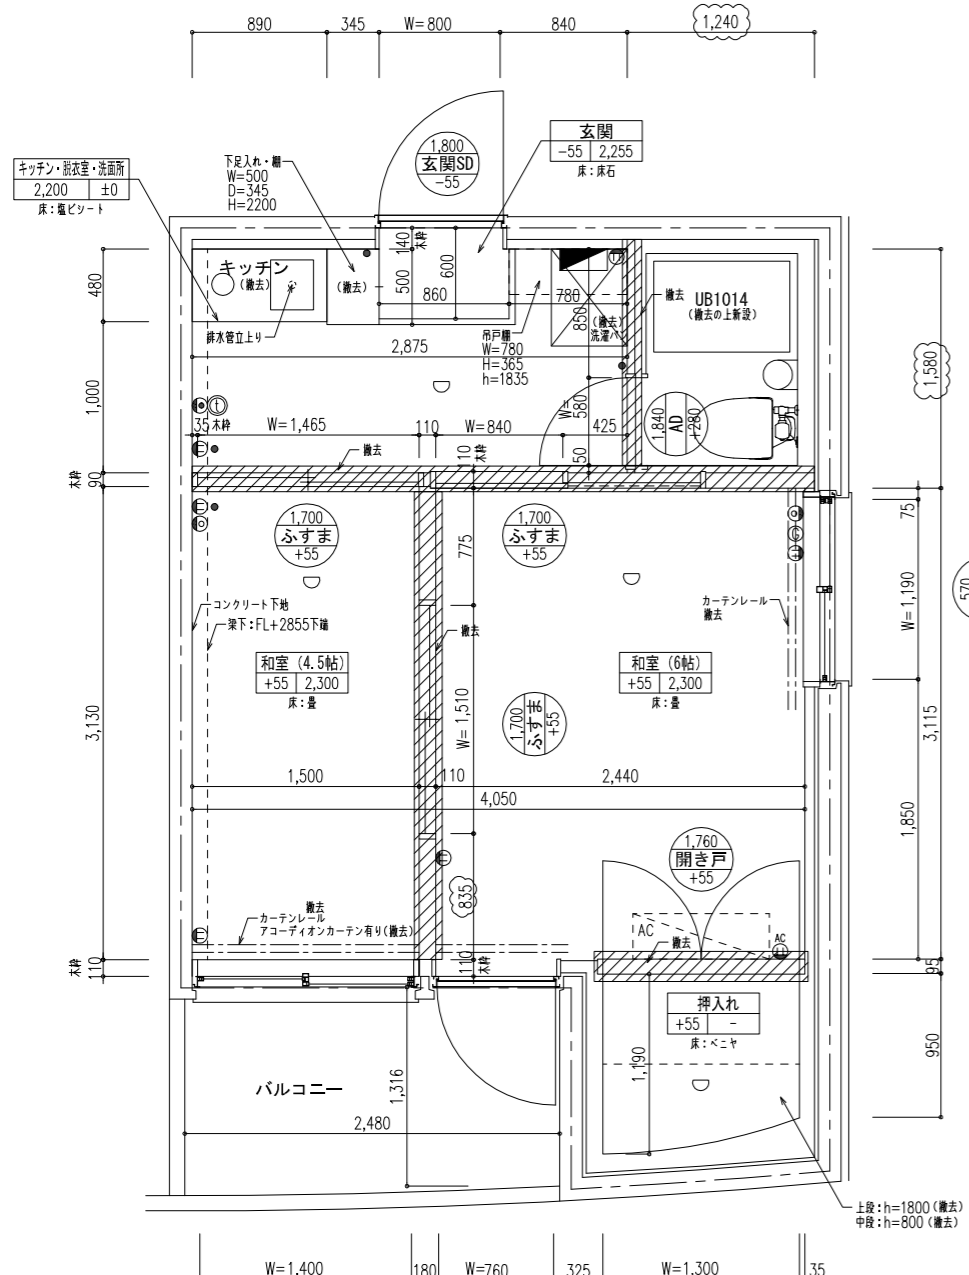 890
345
W=800
840
1,240
1,800
玄関SD
-55
玄関
-55 2,255
床:床石
キッチン・脱衣室・洗面所
2,200 ±0
床:塩ビシート
下足入れ・棚
W=500
D=345
H=2200
480
1,000
90
木枠
3,130
110
木枠
キッチン
(撤去)
排水管立上り
(撤去)
140
木枠
500
600
860
780
850
(撤去)
洗濯パン
吊戸棚
W=780
H=365
h=1835
2,875
撤去
UB1014
(撤去の上新設)
1,580
W=
580
50
1,840
AD
+280
35
木枠
W=1,465
110
W=840
425
110
木枠
撤去
1,700
ふすま
+55
1,700
ふすま
+55
775
75
W=1,190
570
コンクリート下地
梁下:FL+2855下端
撤去
カーテンレール
撤去
和室 (4.5帖)
+55 2,300
床:畳
和室 (6帖)
+55 2,300
床:畳
W=1,510
1,700
ふすま
+55
3,115
1,500
110
2,440
4,050
1,850
1,760
開き戸
+55
835
撤去
カーテンレール
アコーディオンカーテン有り(撤去)
AC
AC
撤去
110
木枠
95
押入れ
+55 -
床:ベニヤ
950
1,190
1,316
バルコニー
2,480
上段:h=1800(撤去)
中段:h=800(撤去)
W=1,400
180
W=760
325
W=1,300
35